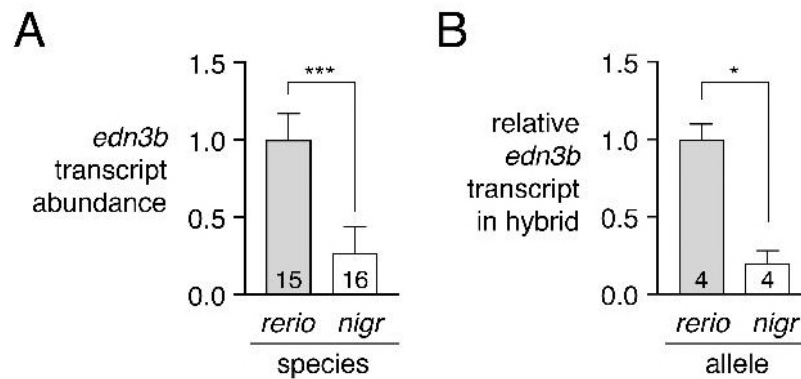 A
edn3b
transcript
abundance
1.5
1.0
0.5
0.0
***
15
16
rerio
nigr
species
B
relative
edn3b
transcript
in hybrid
1.5
1.0
0.5
0.0
*
4
4
rerio
nigr
allele